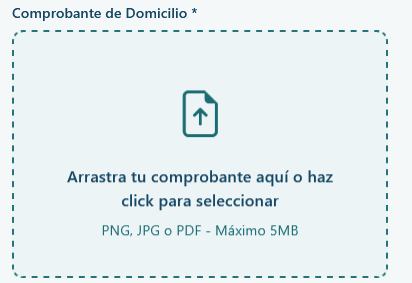 Comprobante de Domicilio *
Arrastra tu comprobante aquí o haz
click para seleccionar
PNG, JPG o PDF - Máximo 5MB